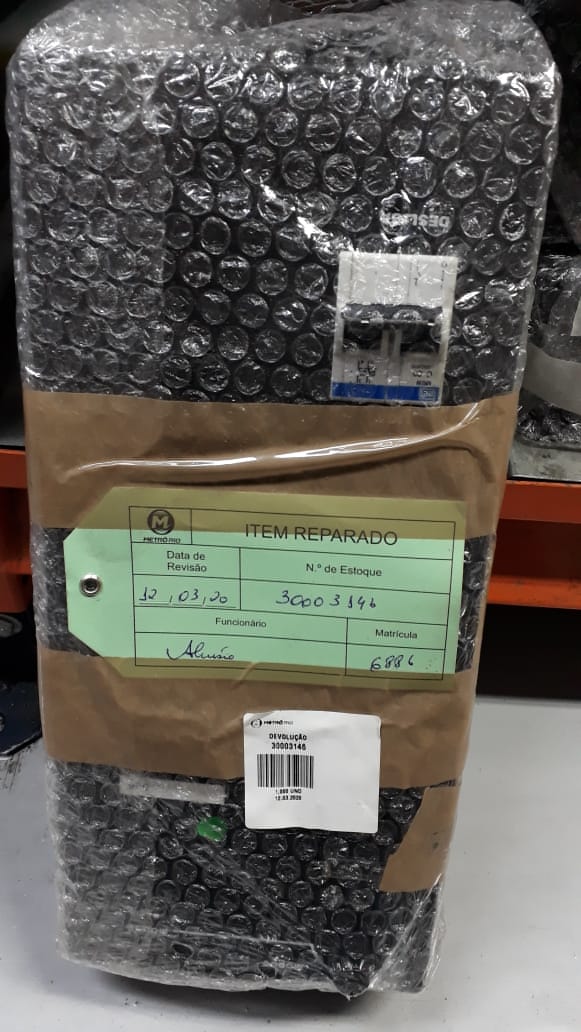 M
METRÔ RIO
ITEM REPARADO
Data de
Revisão
N.º de Estoque
12,03,20
30003146
Funcionário
Matrícula
Aluísio
6886
METRÔ RIO
DEVOLUÇÃO
30003146
1,000 UNO
12.03.2020